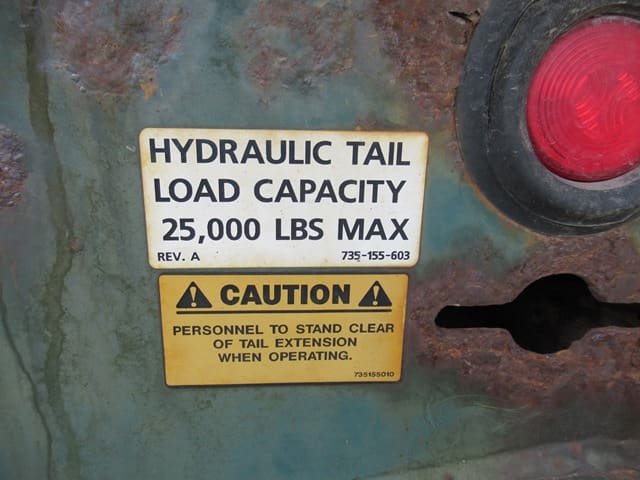 HYDRAULIC TAIL
LOAD CAPACITY
25,000 LBS MAX
REV. A 735-155-603
CAUTION
PERSONNEL TO STAND CLEAR
OF TAIL EXTENSION
WHEN OPERATING.
735155010